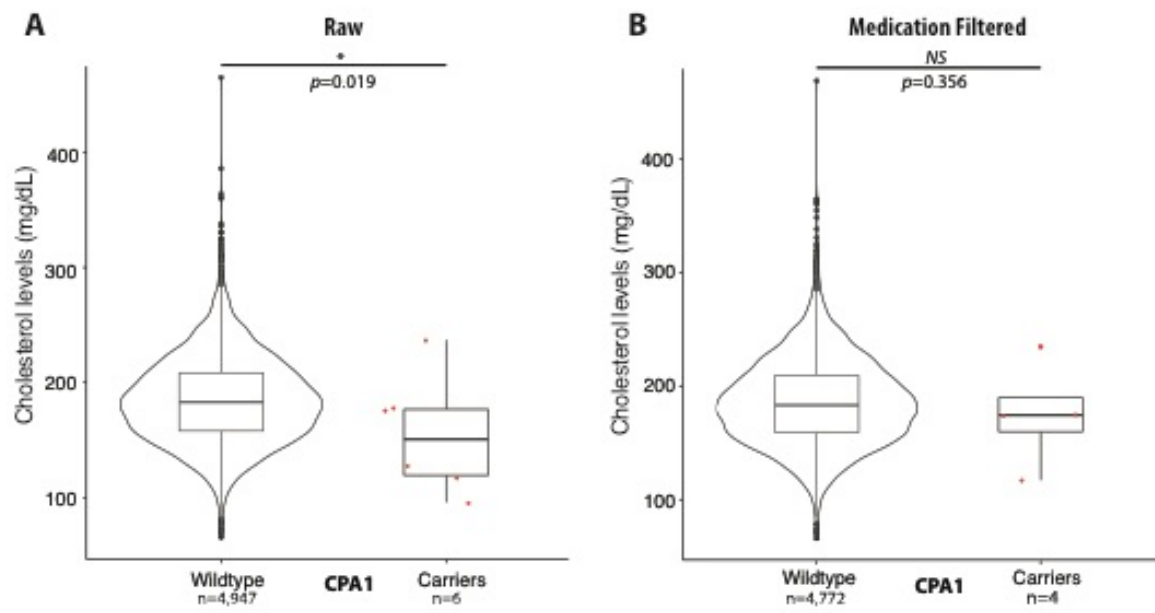 A
Raw
*
p=0.019
Cholesterol levels (mg/dL)
400
300
200
100
Wildtype
n=4,947
CPA1
Carriers
n=6
B
Medication Filtered
NS
p=0.356
Cholesterol levels (mg/dL)
400
300
200
100
Wildtype
n=4,772
CPA1
Carriers
n=4